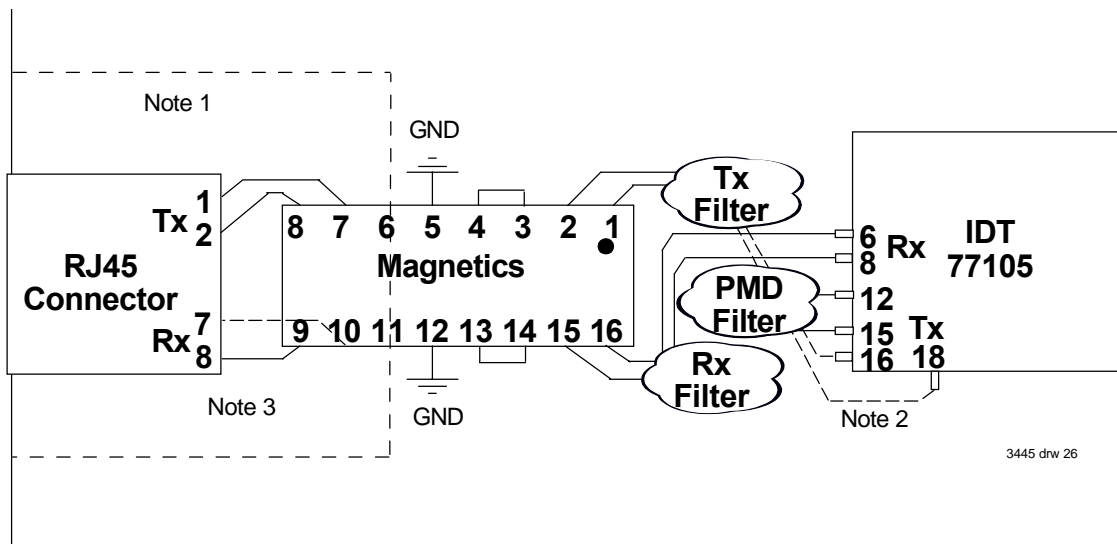 Note 1
GND
1
Tx
2
RJ45
Connector
7
Rx
8
Note 3
8 7 6 5 4 3 2 1
Magnetics
9 10 11 12 13 14 15 16
GND
Tx
Filter
PMD
Filter
Rx
Filter
6
Rx
8
IDT
77105
12
15
Tx
16
18
Note 2
3445 drw 26